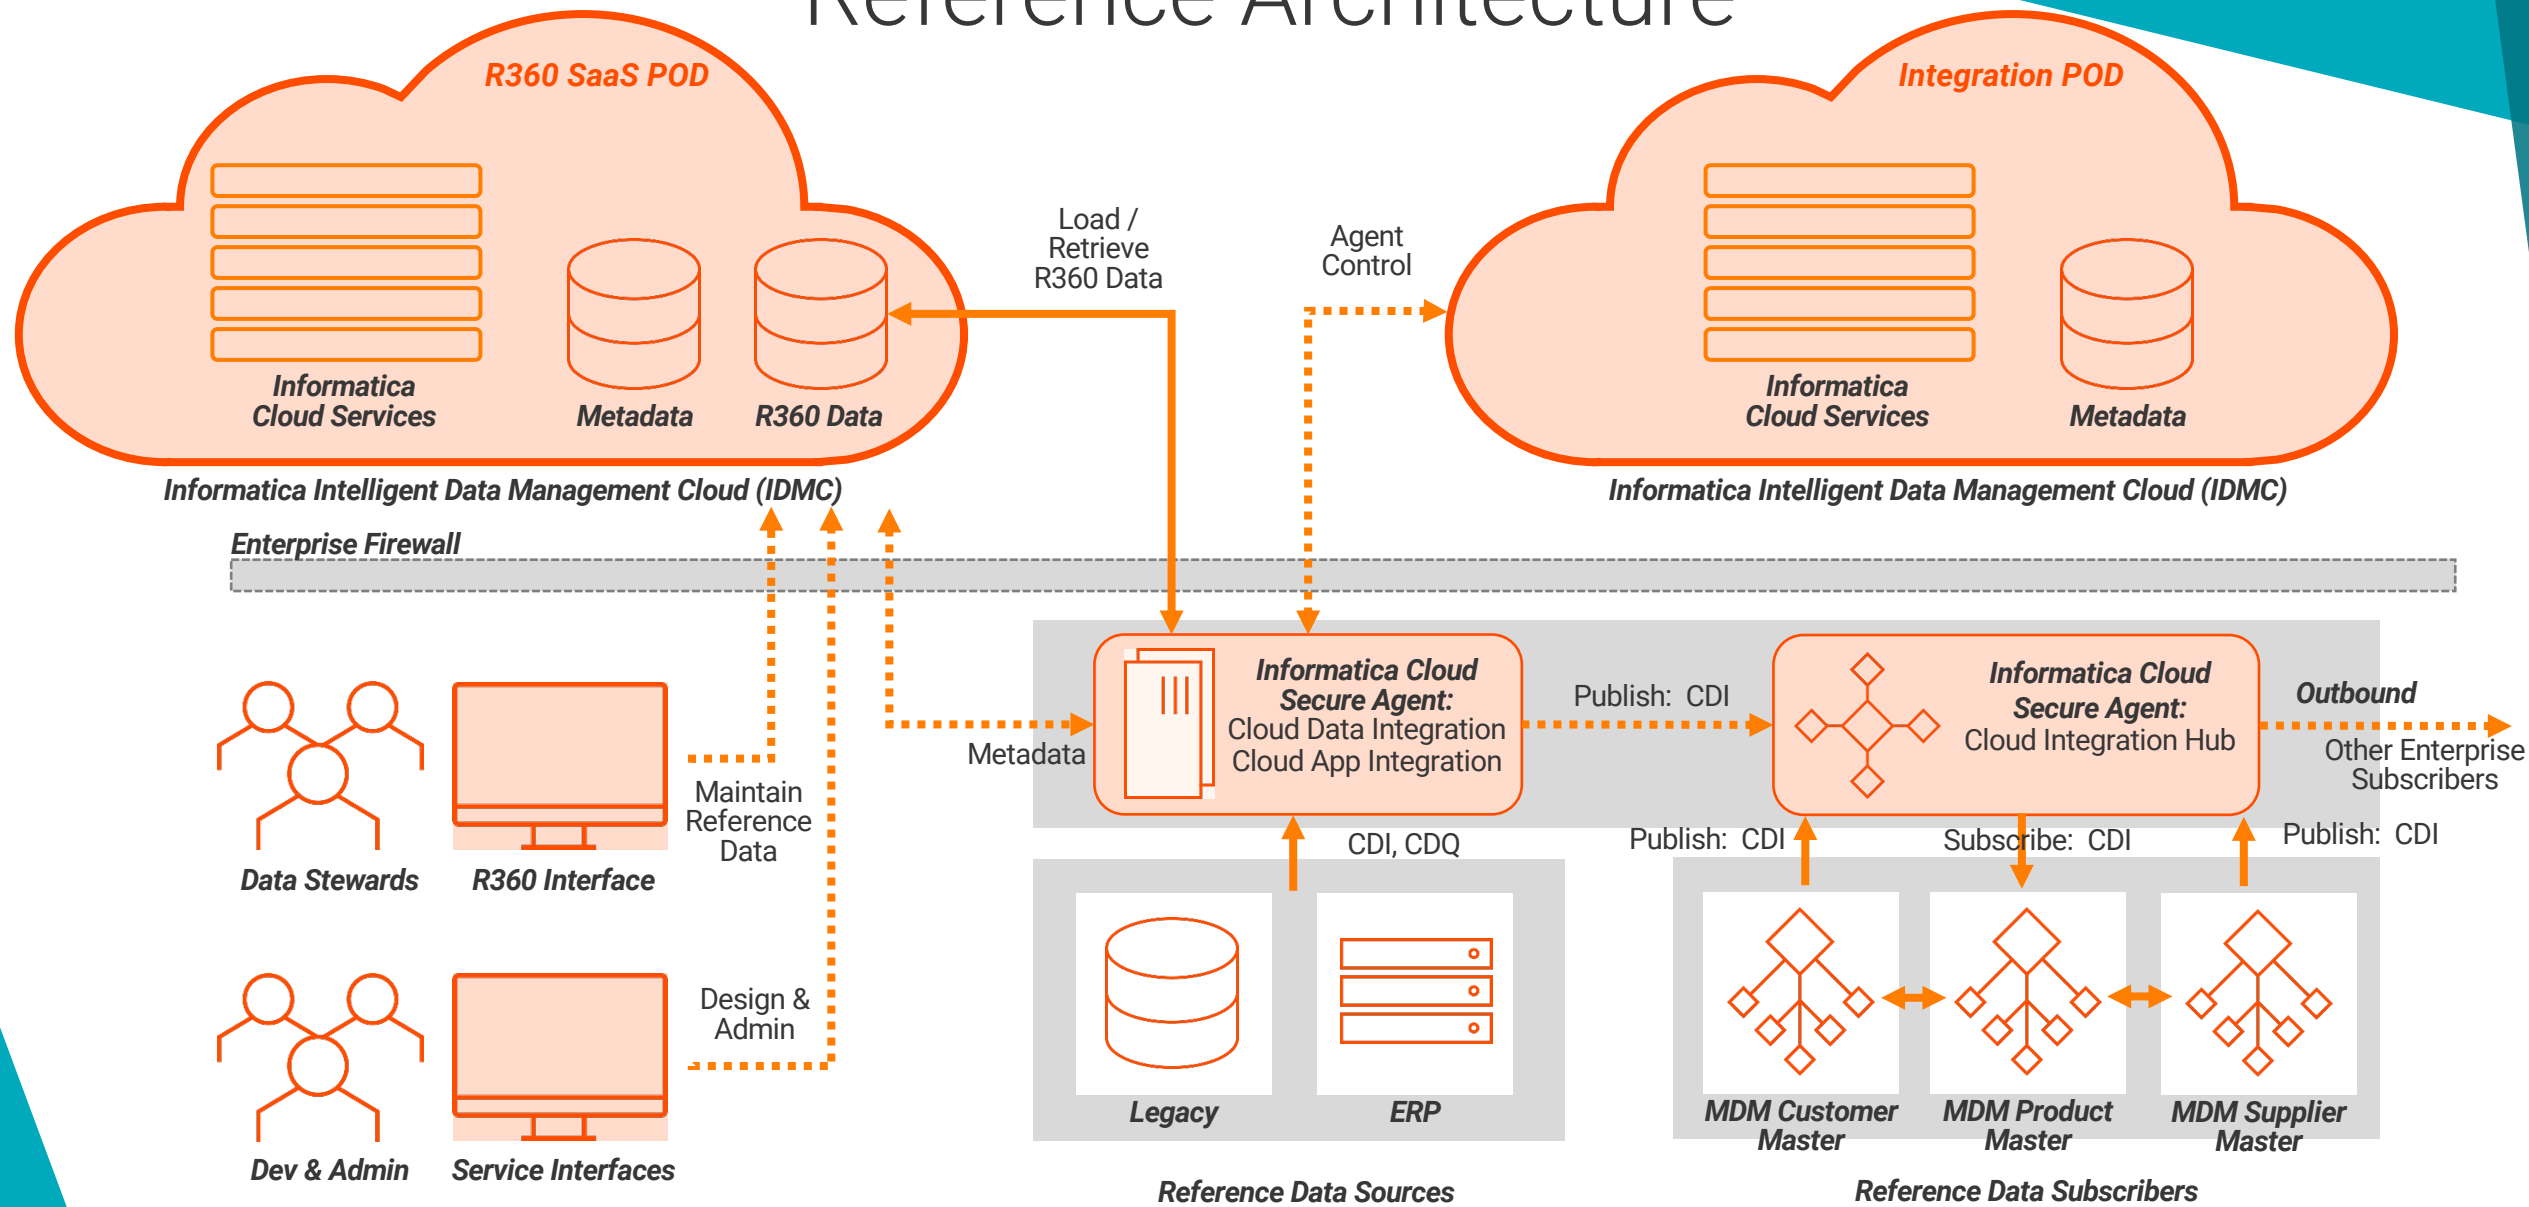 Reference Architecture
R360 SaaS POD
Integration POD
Load /
Retrieve
R360 Data
Agent
Control
Informatica
Cloud Services
Metadata
R360 Data
Informatica
Cloud Services
Metadata
Informatica Intelligent Data Management Cloud (IDMC)
Informatica Intelligent Data Management Cloud (IDMC)
Enterprise Firewall
Informatica Cloud
Secure Agent:
Cloud Data Integration
Cloud App Integration
Publish: CDI
Informatica Cloud
Secure Agent:
Cloud Integration Hub
Outbound
Other Enterprise
Subscribers
Metadata
Maintain
Reference
Data
Data Stewards
R360 Interface
CDI, CDQ
Publish: CDI
Subscribe: CDI
Publish: CDI
Design &
Admin
Dev & Admin
Service Interfaces
Legacy
ERP
Reference Data Sources
MDM Customer
Master
MDM Product
Master
MDM Supplier
Master
Reference Data Subscribers